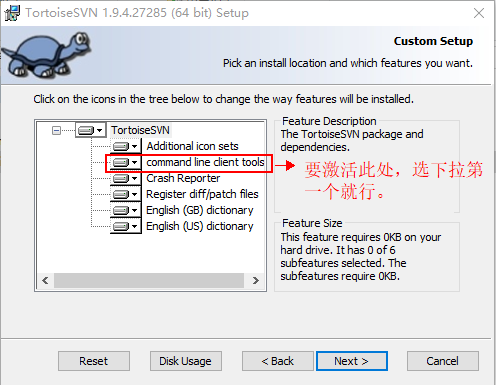 TortoiseSVN 1.9.4.27285 (64 bit) Setup
Custom Setup
Pick an install location and which features you want.
Click on the icons in the tree below to change the way features will be installed.
TortoiseSVN
Additional icon sets
command line client tools
Crash Reporter
Register diff/patch files
English (GB) dictionary
English (US) dictionary
Feature Description
The TortoiseSVN package and
dependencies.
要激活此处，选下拉第
一个就行。
Feature Size
This feature requires 0KB on your
hard drive. It has 0 of 6
subfeatures selected. The
subfeatures require 0KB.
Reset
Disk Usage
< Back
Next >
Cancel